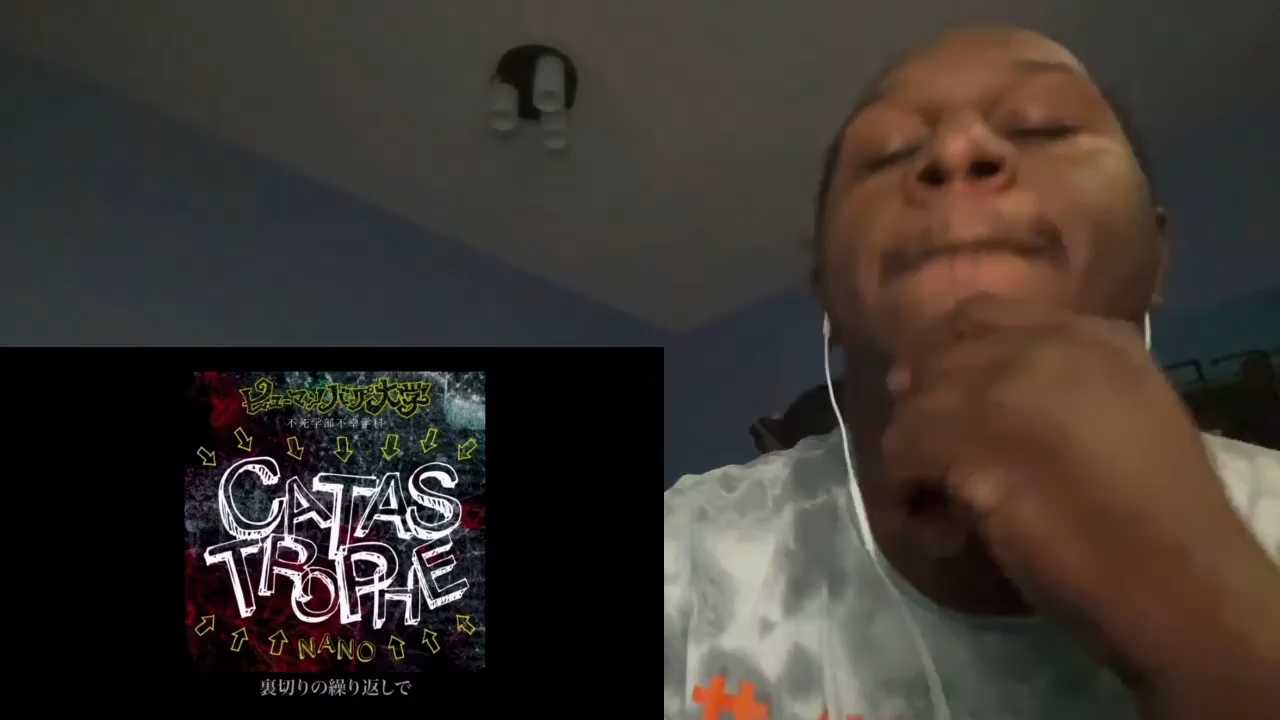 ヒューマンバグ大学
不死学部不幸学科
CATAS
TROPHE
NANO
裏切りの繰り返しで